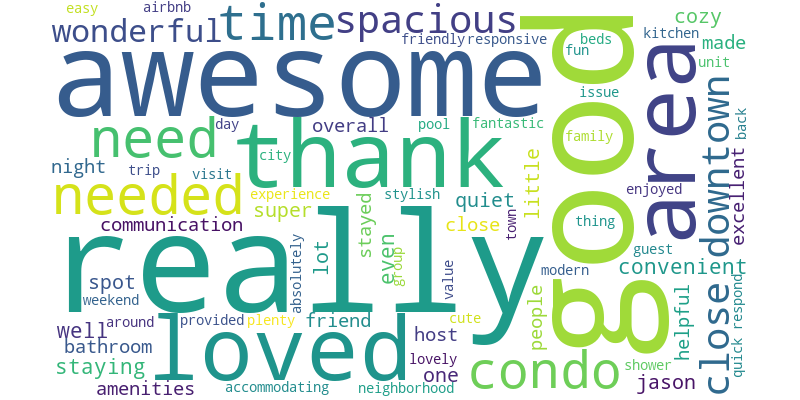 easy
airbnb
wonderful
time
spacious
cozy
kitchen
friendly
responsive
beds
fun
made
unit
awesome
good
area
issue
need
day
overall
pool
fantastic
thank
city
family
downtown
back
night
trip
visit
needed
experience
stylish
quiet
little
enjoyed
excellent
super
communication
stayed
close
town
thing
really
absolutely
lot
even
group
value
guest
modern
convenient
spot
weekend
people
helpful
close
quick respond
well
around
provided
plenty
friend
loved
host
cute
bathroom
lovely
staying
one
condo
shower
jason
amenities
accommodating
neighborhood